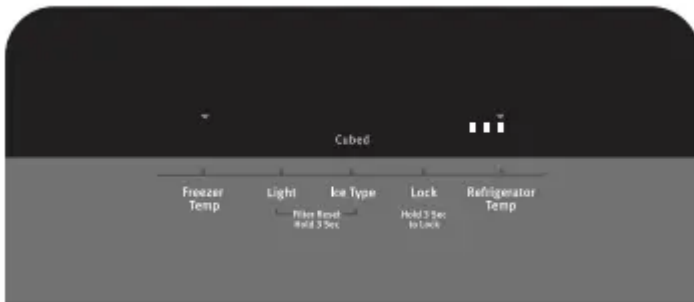 Cubed
Freezer Temp
Light
Ice Type
Lock
Refrigerator Temp
Filter Reset
Hold 3 Sec
Hold 3 Sec
to Lock